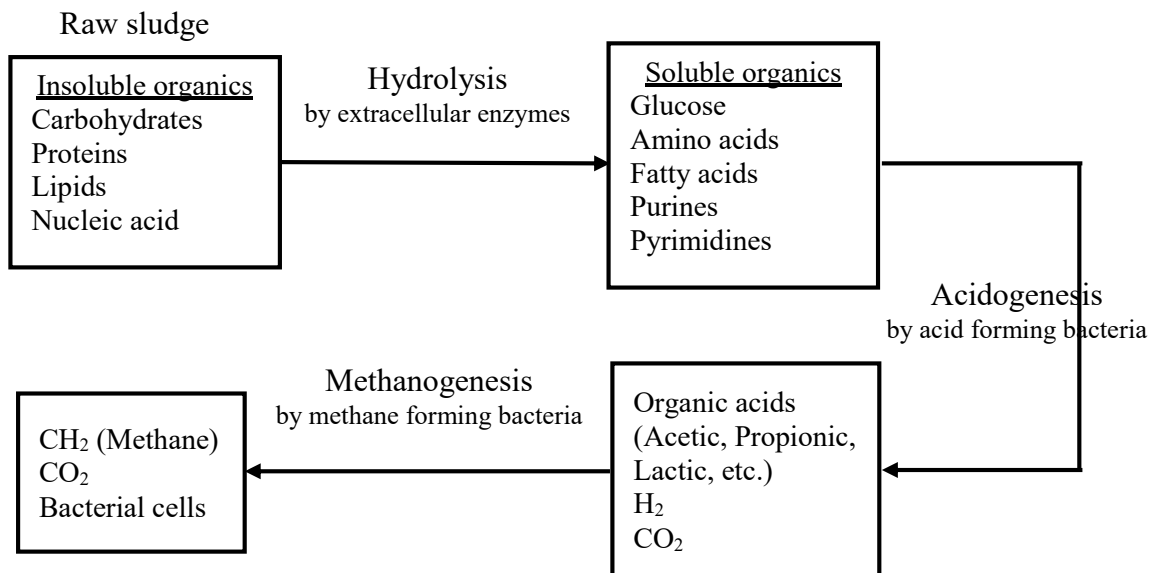 Raw sludge
Insoluble organics
Carbohydrates
Proteins
Lipids
Nucleic acid
Hydrolysis
by extracellular enzymes
Soluble organics
Glucose
Amino acids
Fatty acids
Purines
Pyrimidines
Acidogenesis
by acid forming bacteria
Organic acids
(Acetic, Propionic,
Lactic, etc.)
H₂
CO₂
Methanogenesis
by methane forming bacteria
CH₂ (Methane)
CO₂
Bacterial cells